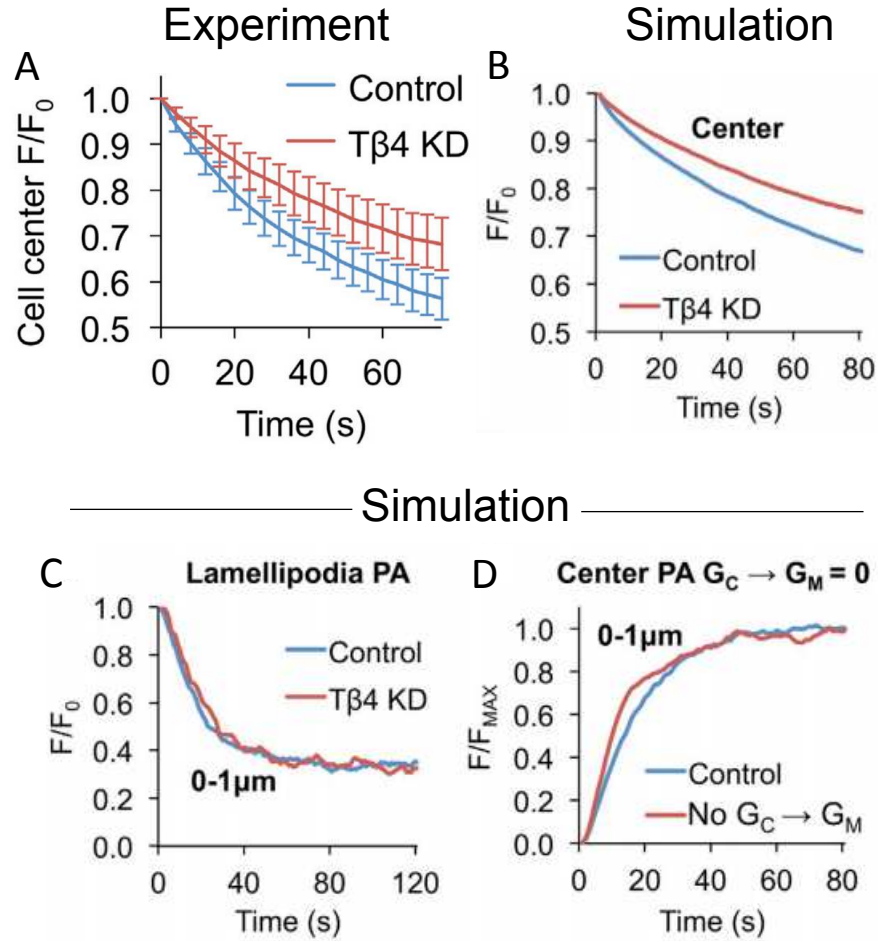 Experiment
Simulation
A
Control
Tβ4 KD
Cell center F/F₀
1.0
0.9
0.8
0.7
0.6
0.5
0 20 40 60
Time (s)
B
Center
Control
Tβ4 KD
F/F₀
1.0
0.9
0.8
0.7
0.6
0.5
0 20 40 60 80
Time (s)
Simulation
C
Lamellipodia PA
Control
Tβ4 KD
0-1μm
F/F₀
1.0
0.8
0.6
0.4
0.2
0.0
0 40 80 120
Time (s)
D
Center PA G_C → G_M = 0
0-1μm
Control
No G_C → G_M
F/F_MAX
1.0
0.8
0.6
0.4
0.2
0.0
0 20 40 60 80
Time (s)